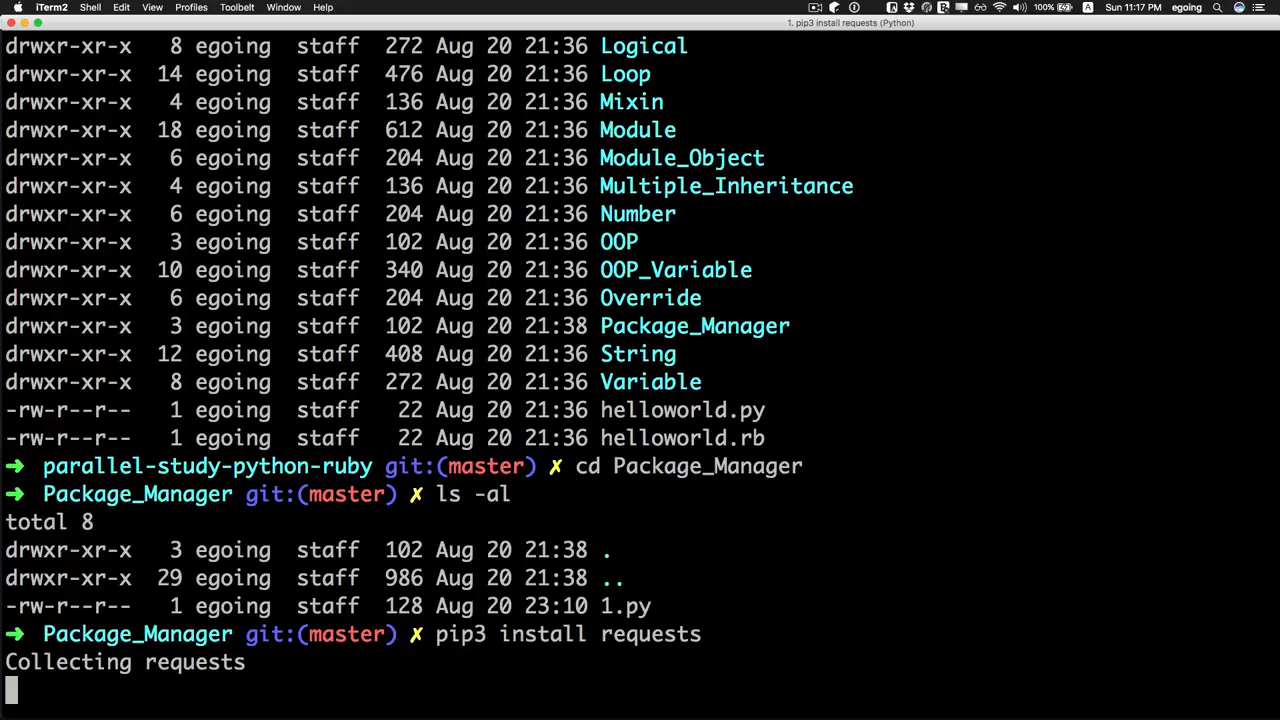 iTerm2 Shell Edit View Profiles Toolbelt Window Help 100% Sun 11:17 PM egoing
1. pip3 install requests (Python)
drwxr-xr-x 8 egoing staff 272 Aug 20 21:36 Logical
drwxr-xr-x 14 egoing staff 476 Aug 20 21:36 Loop
drwxr-xr-x 4 egoing staff 136 Aug 20 21:36 Mixin
drwxr-xr-x 18 egoing staff 612 Aug 20 21:36 Module
drwxr-xr-x 6 egoing staff 204 Aug 20 21:36 Module_Object
drwxr-xr-x 4 egoing staff 136 Aug 20 21:36 Multiple_Inheritance
drwxr-xr-x 6 egoing staff 204 Aug 20 21:36 Number
drwxr-xr-x 3 egoing staff 102 Aug 20 21:36 OOP
drwxr-xr-x 10 egoing staff 340 Aug 20 21:36 OOP_Variable
drwxr-xr-x 6 egoing staff 204 Aug 20 21:36 Override
drwxr-xr-x 3 egoing staff 102 Aug 20 21:38 Package_Manager
drwxr-xr-x 12 egoing staff 408 Aug 20 21:36 String
drwxr-xr-x 8 egoing staff 272 Aug 20 21:36 Variable
-rw-r--r-- 1 egoing staff 22 Aug 20 21:36 helloworld.py
-rw-r--r-- 1 egoing staff 22 Aug 20 21:36 helloworld.rb
➜ parallel-study-python-ruby git:(master) ✗ cd Package_Manager
➜ Package_Manager git:(master) ✗ ls -al
total 8
drwxr-xr-x 3 egoing staff 102 Aug 20 21:38 .
drwxr-xr-x 29 egoing staff 986 Aug 20 21:38 ..
-rw-r--r-- 1 egoing staff 128 Aug 20 23:10 1.py
➜ Package_Manager git:(master) ✗ pip3 install requests
Collecting requests